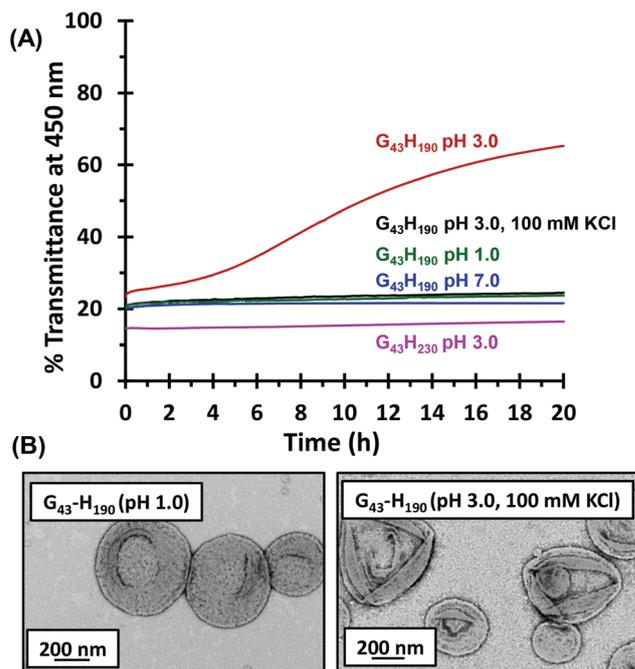 (A)
100
80
60
40
20
0
% Transmittance at 450 nm
G₄₃H₁₉₀ pH 3.0
G₄₃H₁₉₀ pH 3.0, 100 mM KCl
G₄₃H₁₉₀ pH 1.0
G₄₃H₁₉₀ pH 7.0
G₄₃H₂₃₀ pH 3.0
0 2 4 6 8 10 12 14 16 18 20
Time (h)
(B)
G₄₃-H₁₉₀ (pH 1.0)
200 nm
G₄₃-H₁₉₀ (pH 3.0, 100 mM KCl)
200 nm